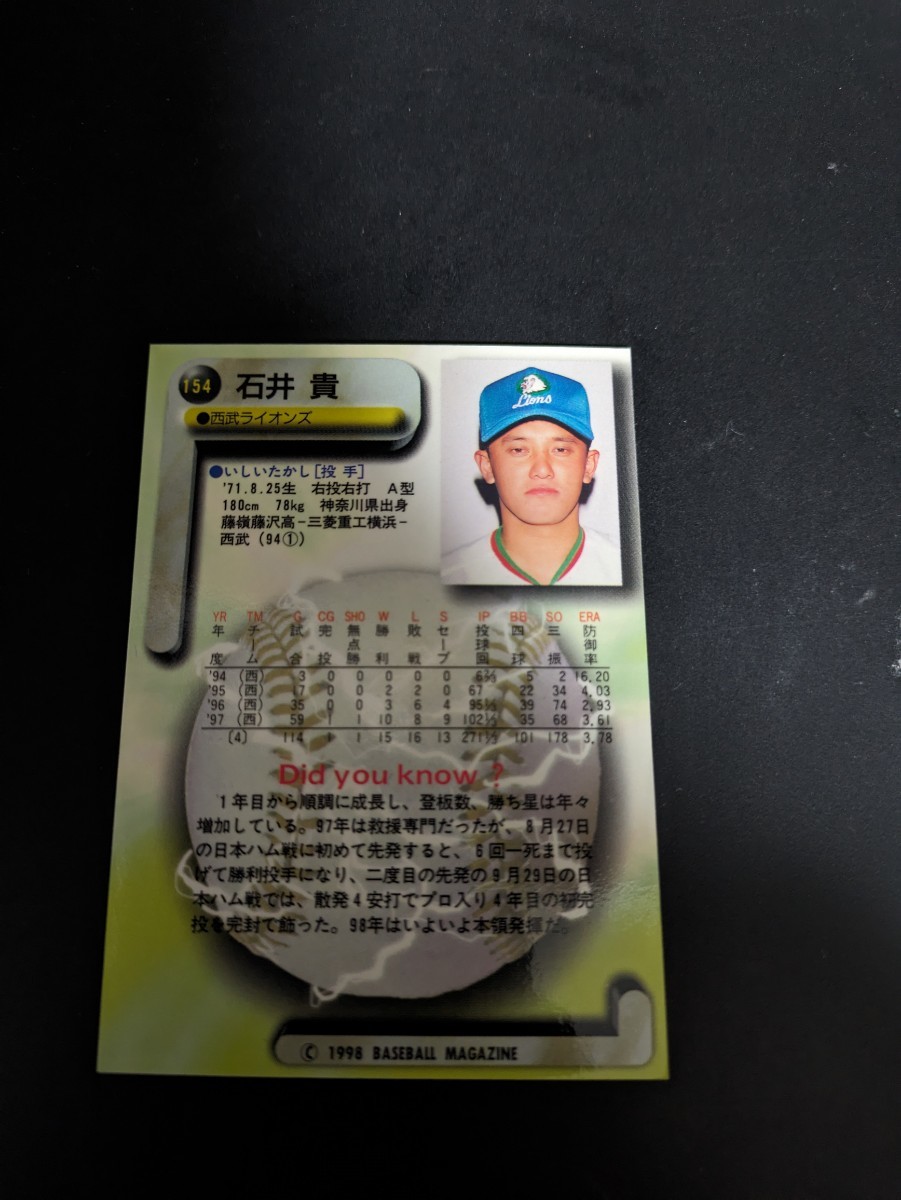 154 石井 貴
●西武ライオンズ
Lions
●いしいたかし[投 手]
'71.8.25生 右投右打 A型
180cm 78kg 神奈川県出身
藤嶺藤沢高－三菱重工横浜－
西武（94①）
YR TM G CG SHO W L S IP BB SO ERA
年度 チーム 試合 完投 無点勝 勝利 敗戦 セーブ 投球回 四球 三振 防御率
'94 (西) 3 0 0 0 0 0 6⅔ 5 2 16.20
'95 (西) 17 0 0 2 2 0 67 22 34 4.03
'96 (西) 35 0 0 3 6 4 95⅔ 39 74 2.93
'97 (西) 59 1 1 10 8 9 102⅓ 35 68 3.61
〔4〕 114 1 1 15 16 13 271⅔ 101 178 3.78
Did you know ?
1年目から順調に成長し、登板数、勝ち星は年々
増加している。97年は救援専門だったが、8月27日
の日本ハム戦に初めて先発すると、6回一死まで投
げて勝利投手になり、二度目の先発の9月29日の日
本ハム戦では、散発4安打でプロ入り4年目の初完
投を完封で飾った。98年はいよいよ本領発揮だ。
© 1998 BASEBALL MAGAZINE